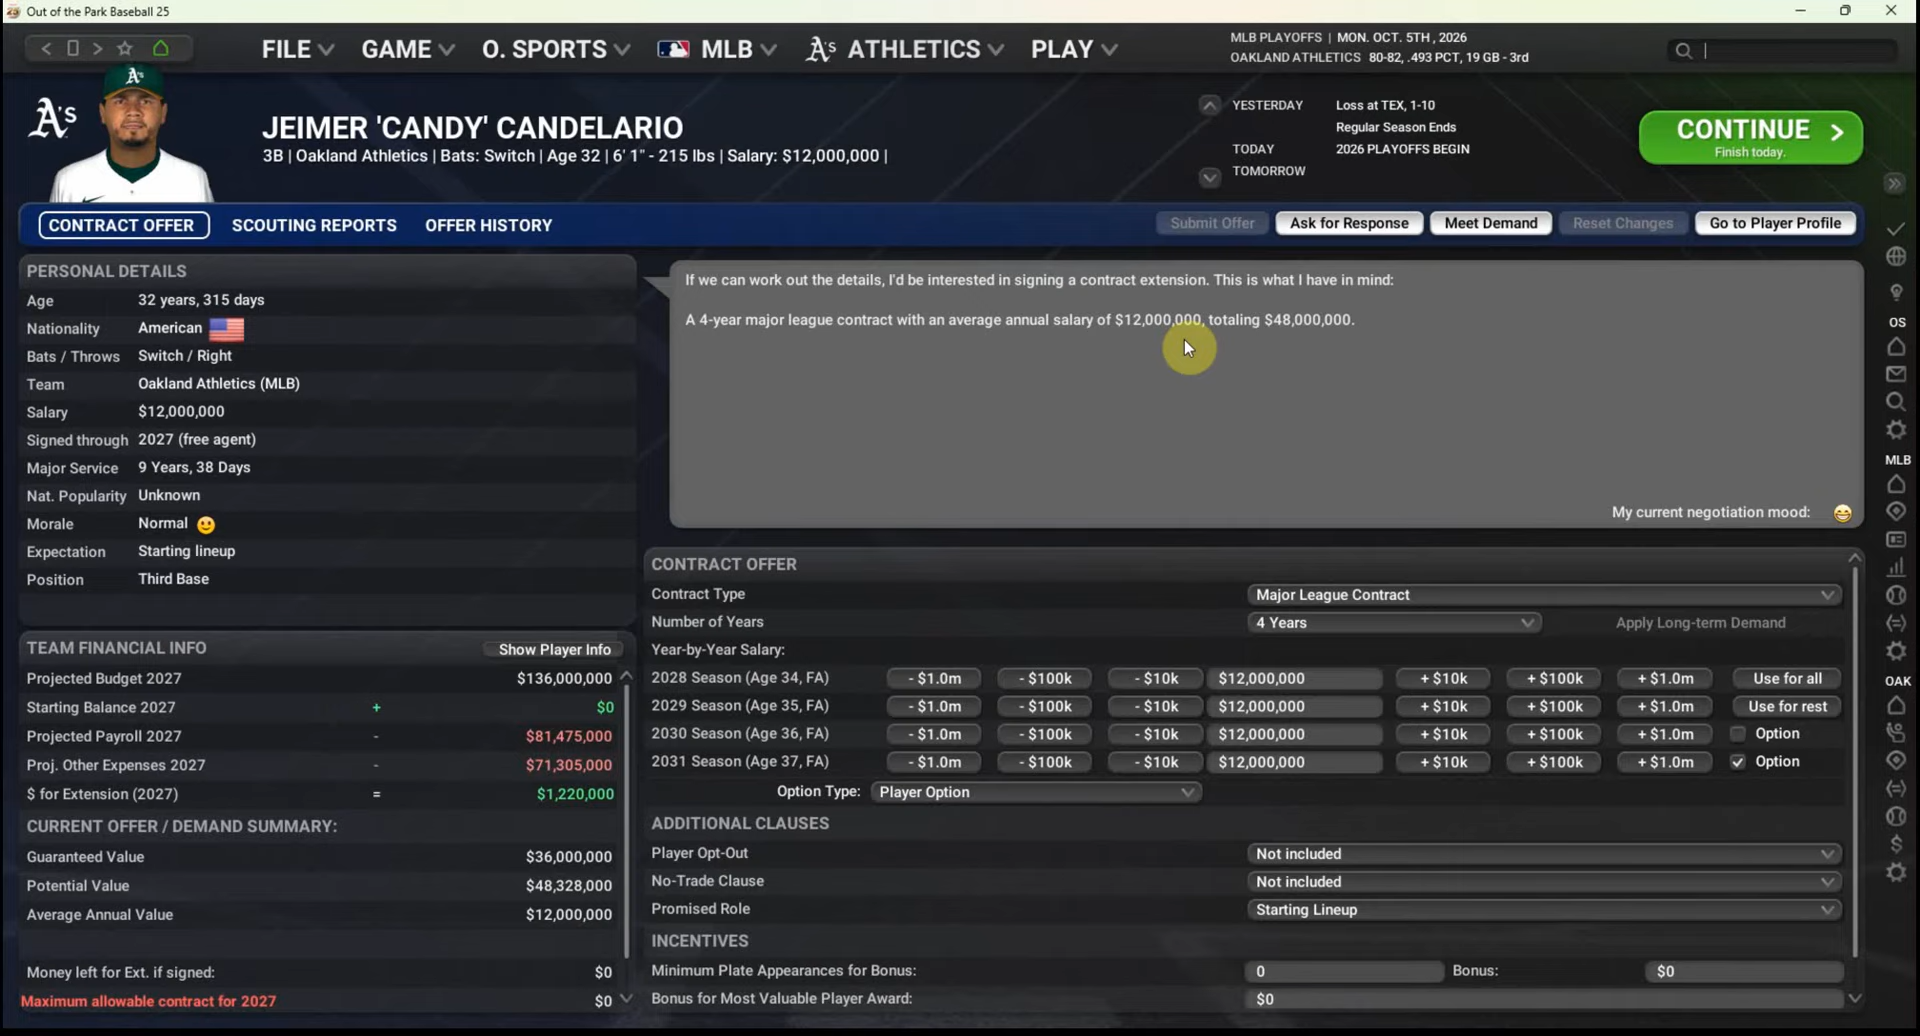 Out of the Park Baseball 25
FILE GAME O. SPORTS MLB A's ATHLETICS PLAY
MLB PLAYOFFS | MON. OCT. 5TH , 2026
OAKLAND ATHLETICS 80-82, .493 PCT, 19 GB - 3rd
A's
A's
JEIMER 'CANDY' CANDELARIO
3B | Oakland Athletics | Bats: Switch | Age 32 | 6' 1" - 215 lbs | Salary: $12,000,000 |
YESTERDAY Loss at TEX, 1-10
Regular Season Ends
TODAY 2026 PLAYOFFS BEGIN
TOMORROW
CONTINUE
Finish today.
CONTRACT OFFER SCOUTING REPORTS OFFER HISTORY
Submit Offer Ask for Response Meet Demand Reset Changes Go to Player Profile
PERSONAL DETAILS
Age 32 years, 315 days
Nationality American
Bats / Throws Switch / Right
Team Oakland Athletics (MLB)
Salary $12,000,000
Signed through 2027 (free agent)
Major Service 9 Years, 38 Days
Nat. Popularity Unknown
Morale Normal
Expectation Starting lineup
Position Third Base
If we can work out the details, I'd be interested in signing a contract extension. This is what I have in mind:
A 4-year major league contract with an average annual salary of $12,000,000, totaling $48,000,000.
My current negotiation mood:
TEAM FINANCIAL INFO Show Player Info
Projected Budget 2027 $136,000,000
Starting Balance 2027 + $0
Projected Payroll 2027 - $81,475,000
Proj. Other Expenses 2027 - $71,305,000
$ for Extension (2027) = $1,220,000
CURRENT OFFER / DEMAND SUMMARY:
Guaranteed Value $36,000,000
Potential Value $48,328,000
Average Annual Value $12,000,000
Money left for Ext. if signed: $0
Maximum allowable contract for 2027 $0
CONTRACT OFFER
Contract Type Major League Contract
Number of Years 4 Years Apply Long-term Demand
Year-by-Year Salary:
2028 Season (Age 34, FA) - $1.0m - $100k - $10k $12,000,000 + $10k + $100k + $1.0m Use for all
2029 Season (Age 35, FA) - $1.0m - $100k - $10k $12,000,000 + $10k + $100k + $1.0m Use for rest
2030 Season (Age 36, FA) - $1.0m - $100k - $10k $12,000,000 + $10k + $100k + $1.0m Option
2031 Season (Age 37, FA) - $1.0m - $100k - $10k $12,000,000 + $10k + $100k + $1.0m Option
Option Type: Player Option
ADDITIONAL CLAUSES
Player Opt-Out Not included
No-Trade Clause Not included
Promised Role Starting Lineup
INCENTIVES
Minimum Plate Appearances for Bonus: 0 Bonus: $0
Bonus for Most Valuable Player Award: $0
OS
MLB
OAK